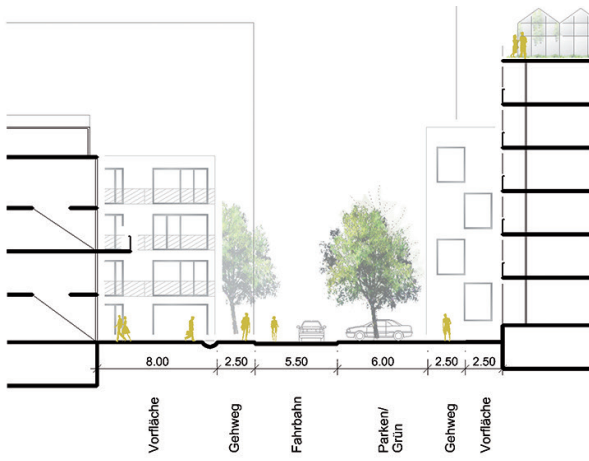 8.00 2.50 5.50 6.00 2.50 2.50
Vorfläche
Gehweg
Fahrbahn
Parken/
Grün
Gehweg
Vorfläche